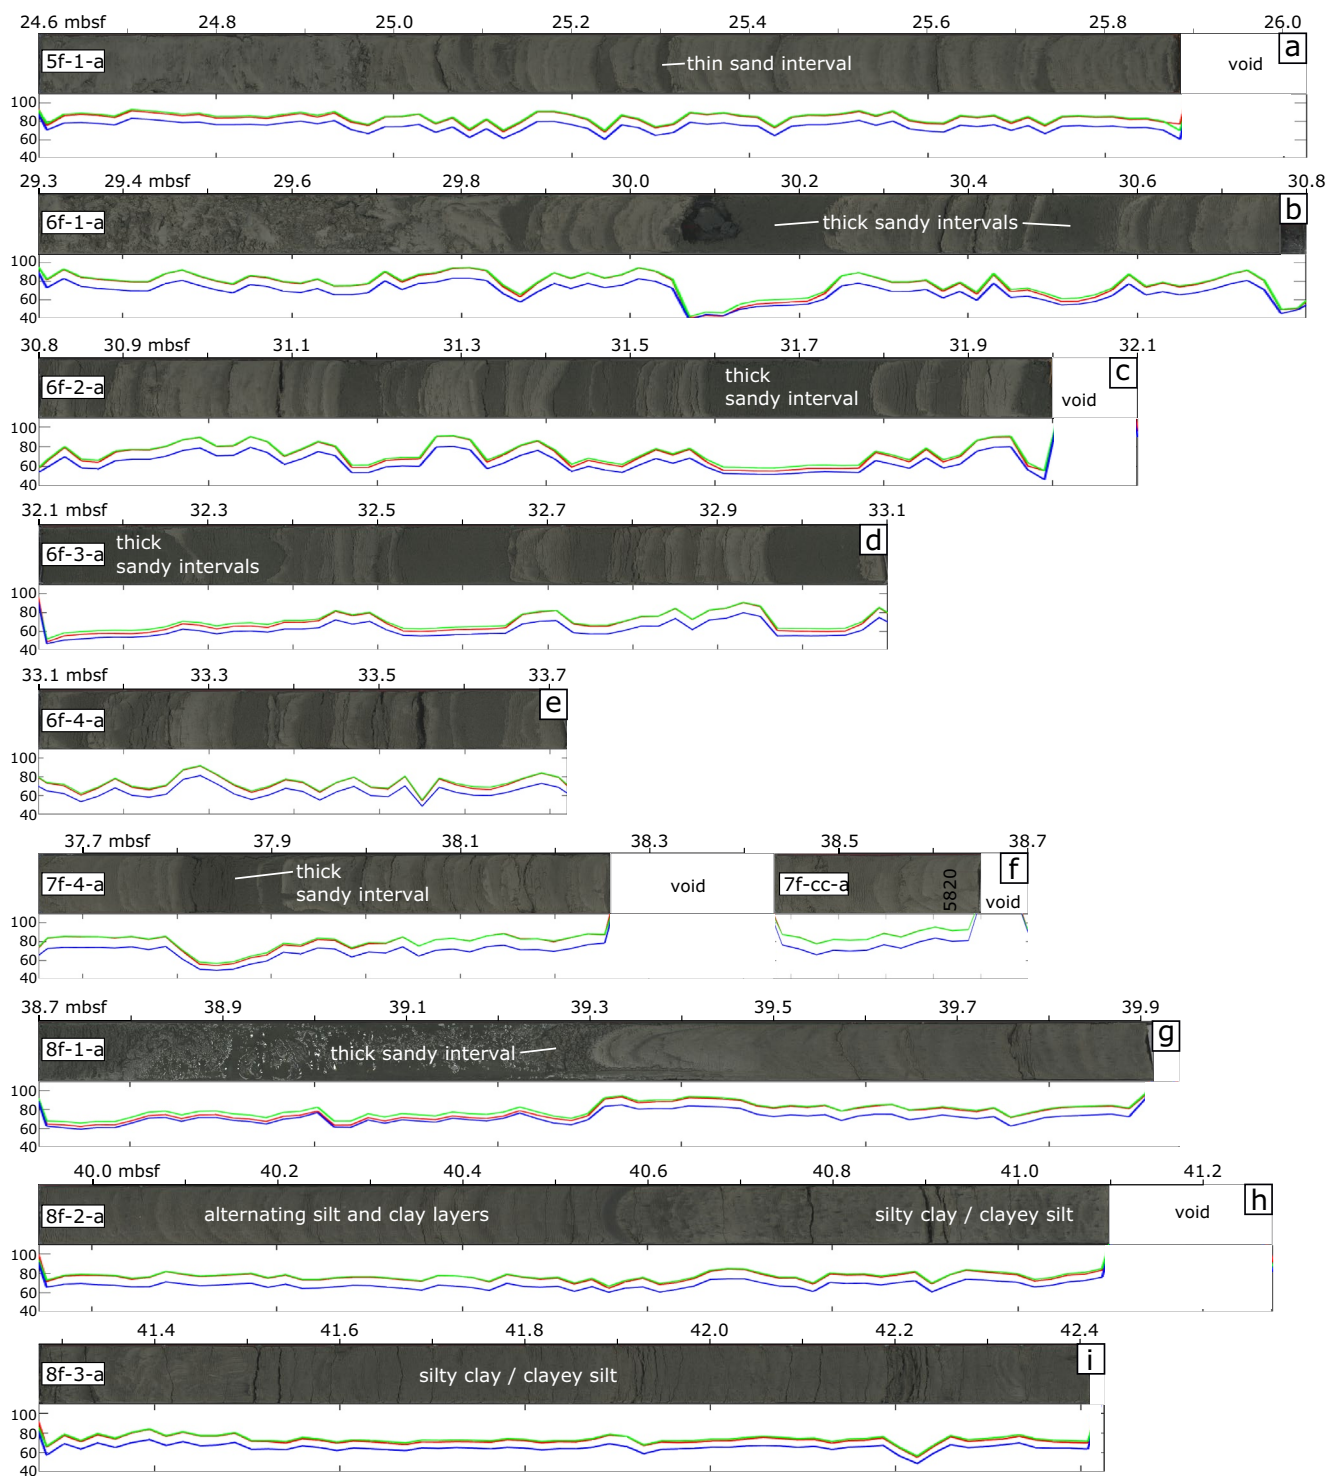 24.6 mbsf 24.8 25.0 25.2 25.4 25.6 25.8 26.0
5f-1-a thin sand interval void a
100
80
60
40
29.3 29.4 mbsf 29.6 29.8 30.0 30.2 30.4 30.6 30.8
6f-1-a thick sandy intervals b
100
80
60
40
30.8 30.9 mbsf 31.1 31.3 31.5 31.7 31.9 32.1
6f-2-a thick
sandy interval void c
100
80
60
40
32.1 mbsf 32.3 32.5 32.7 32.9 33.1
6f-3-a thick
sandy intervals d
100
80
60
40
33.1 mbsf 33.3 33.5 33.7
6f-4-a e
100
80
60
40
37.7 mbsf 37.9 38.1 38.3 38.5 38.7
7f-4-a thick
sandy interval void 7f-cc-a 5820 void f
100
80
60
40
38.7 mbsf 38.9 39.1 39.3 39.5 39.7 39.9
8f-1-a thick sandy interval g
100
80
60
40
40.0 mbsf 40.2 40.4 40.6 40.8 41.0 41.2
8f-2-a alternating silt and clay layers silty clay / clayey silt void h
100
80
60
40
41.4 41.6 41.8 42.0 42.2 42.4
8f-3-a silty clay / clayey silt i
100
80
60
40